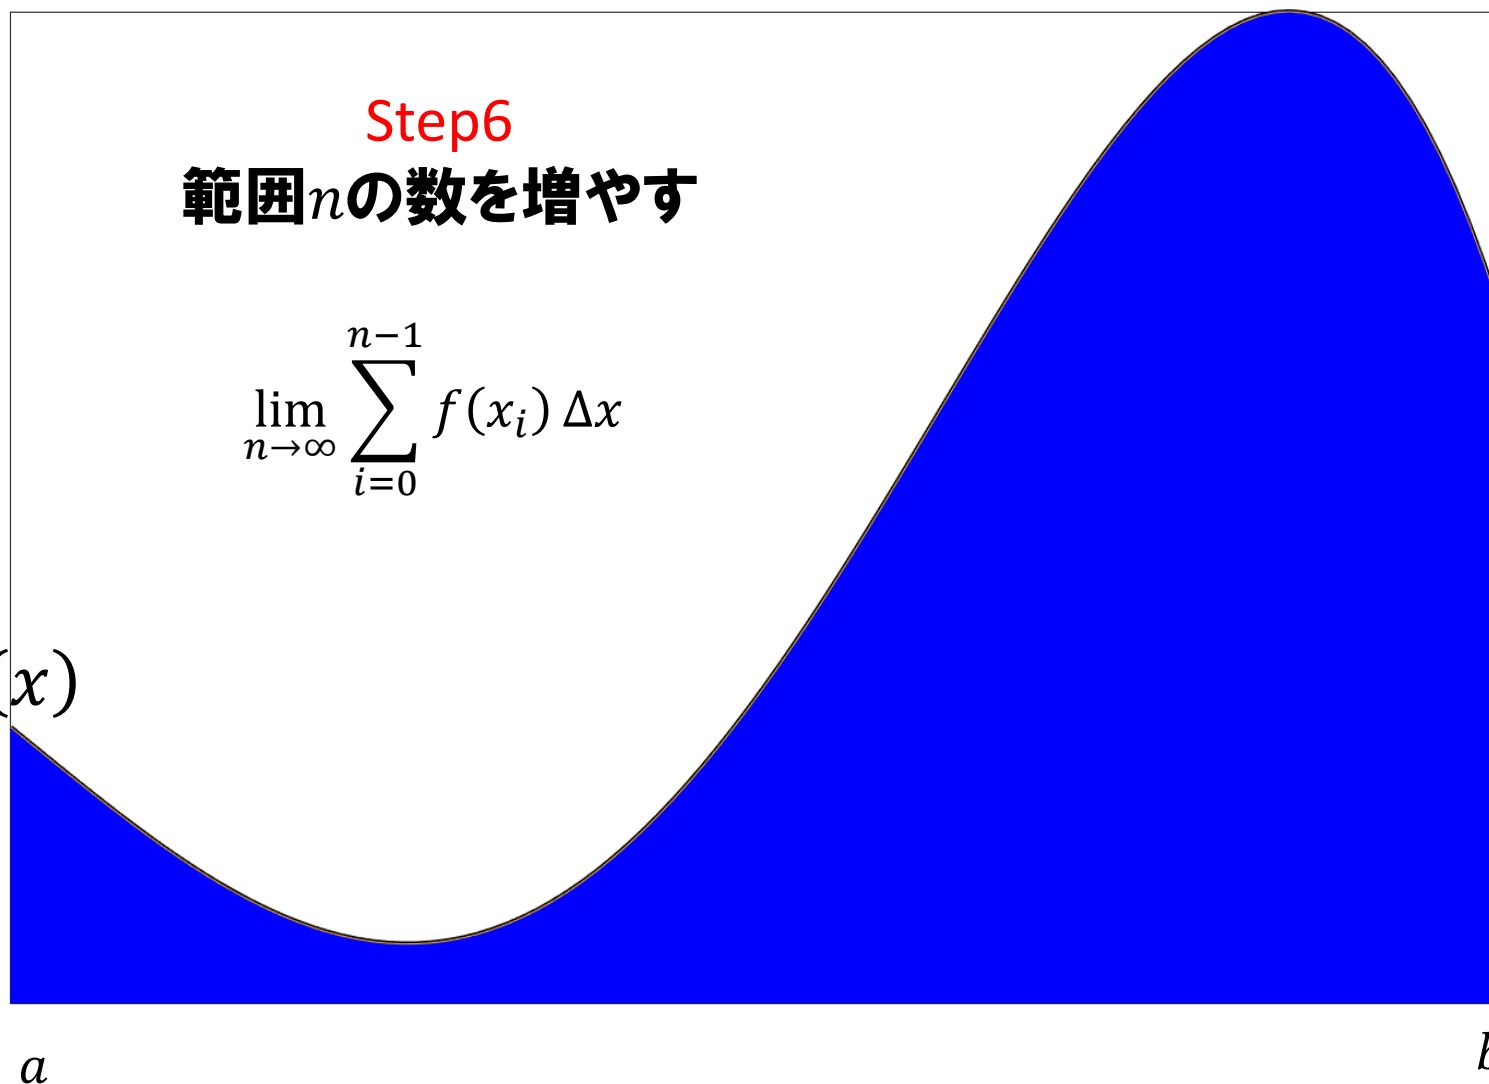 Step6
範囲nの数を増やす
n−1
lim ∑ f(xᵢ) Δx
n→∞ i=0
(x)
a
b